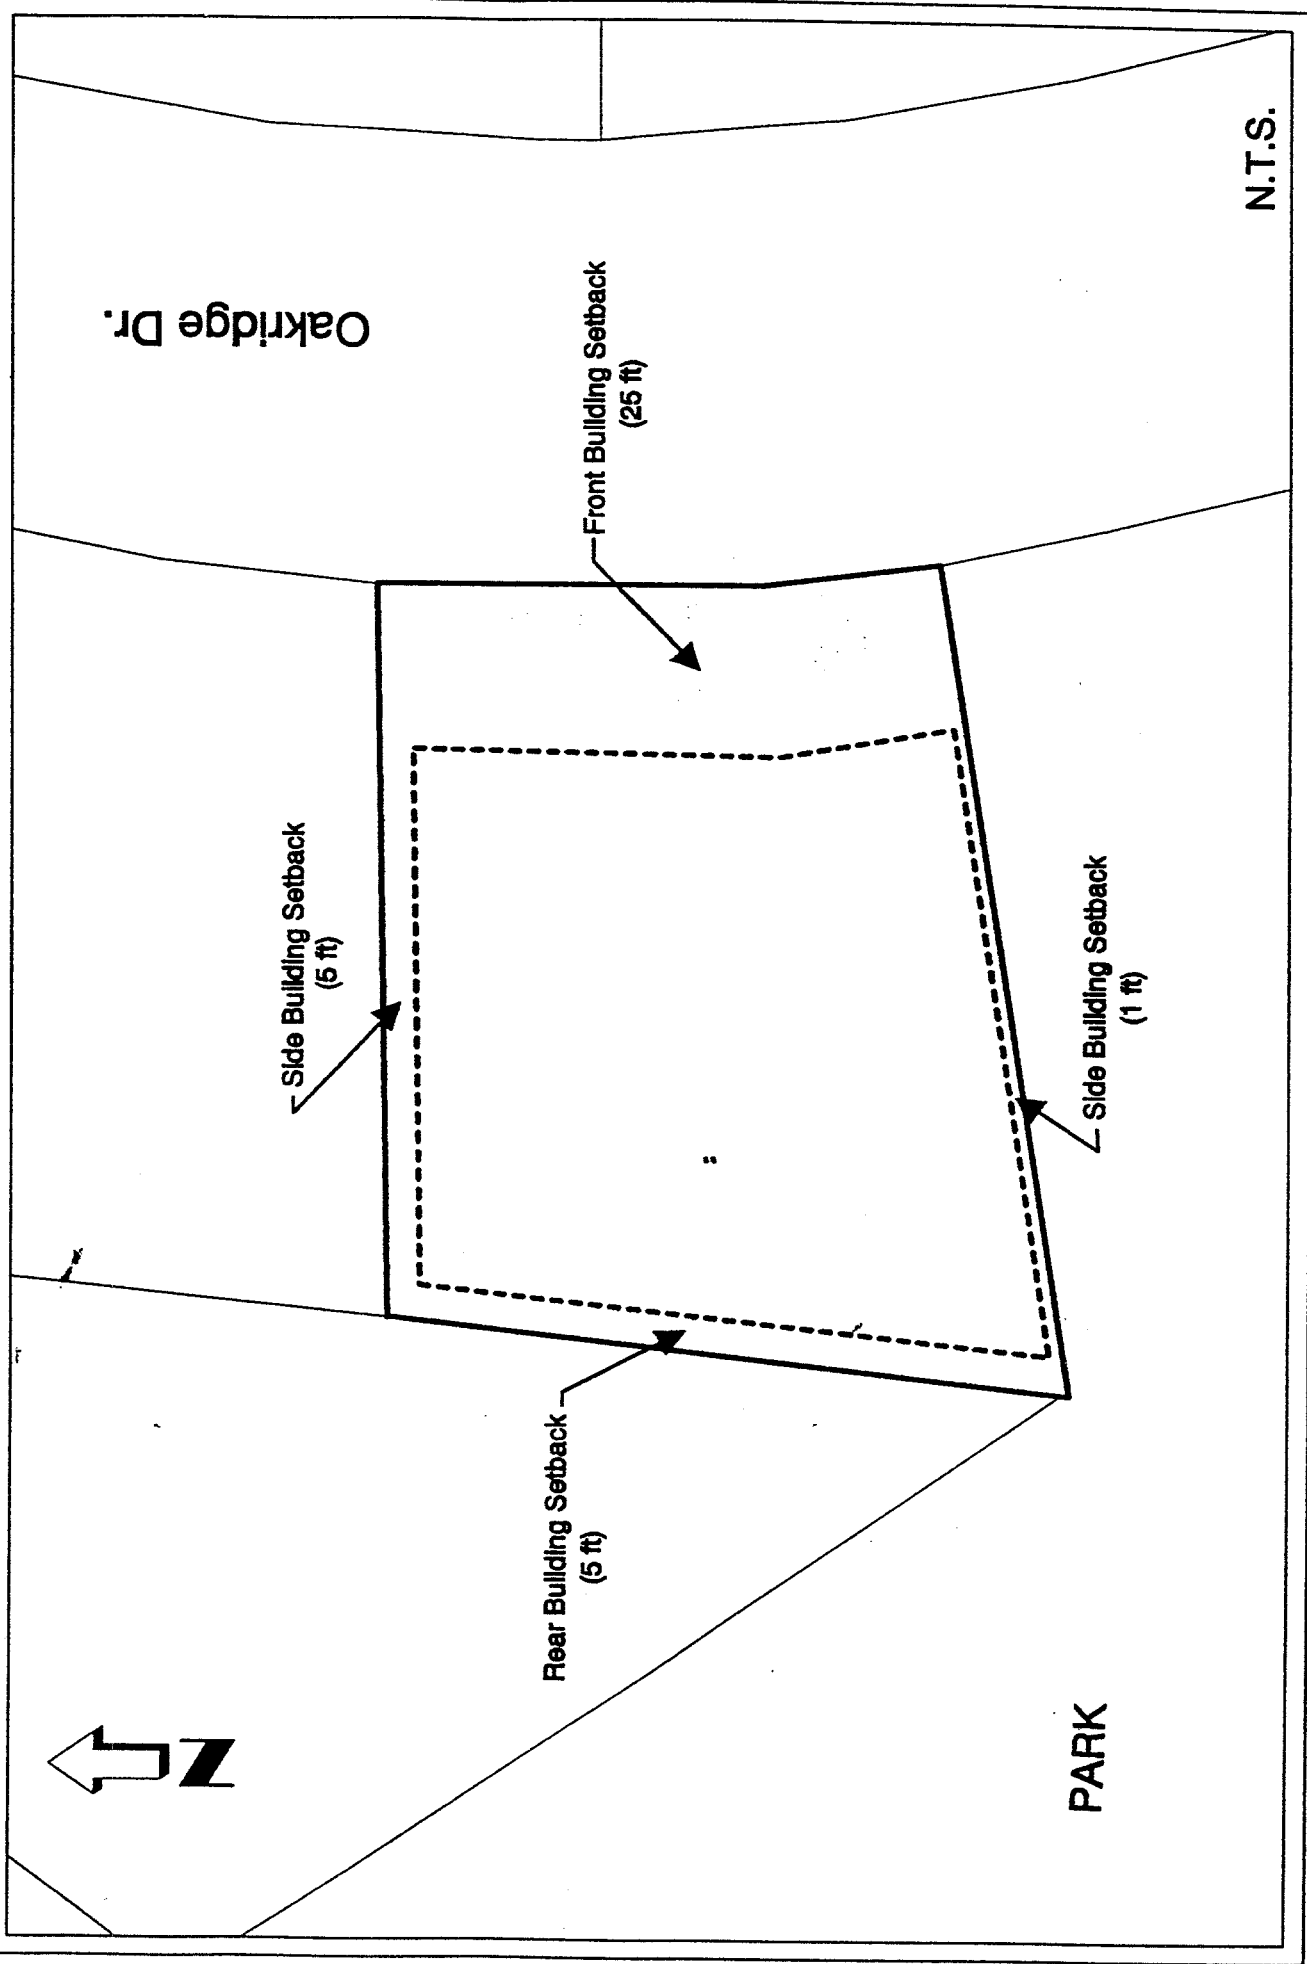 Oakridge Dr.
N.T.S.
Front Building Setback
(25 ft)
Side Building Setback
(5 ft)
Side Building Setback
(1 ft)
Rear Building Setback
(5 ft)
N
PARK